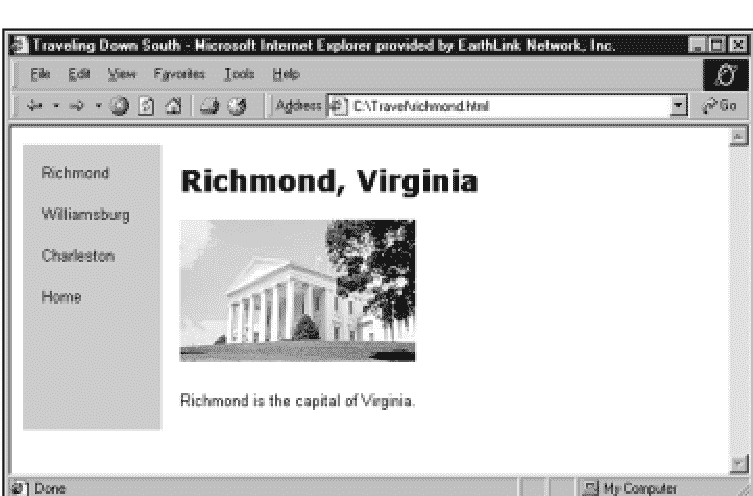 Traveling Down South - Microsoft Internet Explorer provided by EarthLink Network, Inc.
File Edit View Favorites Tools Help
Address C:\Travel\richmond.html Go
Richmond
Williamsburg
Charleston
Home
Richmond, Virginia
Richmond is the capital of Virginia.
Done My Computer